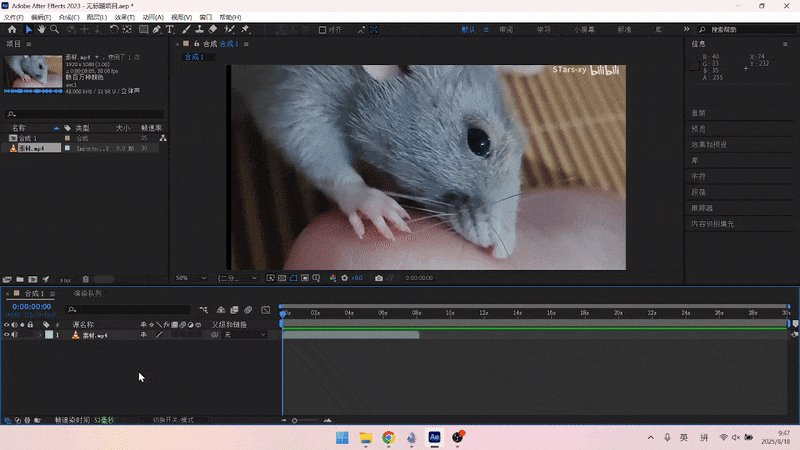 Adobe After Effects 2023 - 无标题项目.aep *
文件(F) 编辑(E) 合成(C) 图层(L) 效果(T) 动画(A) 视图(V) 窗口 帮助(H)
对齐
默认 审阅 学习 小屏幕 标准 库
搜索帮助
项目
素材.mp4 , 使用了 1 次
1920 x 1080 (1.00)
Δ 0:00:08:05, 30.00 fps
数百万种颜色
avc1
48.000 kHz / 32 bit U / 立体声
名称 类型 大小 帧速率
合成 1 合成 25
素材.mp4 30
8 bpc
合成 合成 1
合成 1
STars-xy bilibili
50% (二分... +0.0 0:00:00:00
信息
R : 40
G : 33
B : 35
A : 255
X : 74
Y : 232
音频
预览
效果和预设
库
字符
段落
跟踪器
内容识别填充
合成 1 渲染队列
0:00:00:00
源名称 父级和链接
1 素材.mp4 无
02s 04s 06s 08s 10s 12s 14s 16s 18s 20s 22s 24s 26s 28s 30s
帧渲染时间 52毫秒 切换开关/模式
英 拼
9:47
2025/8/18